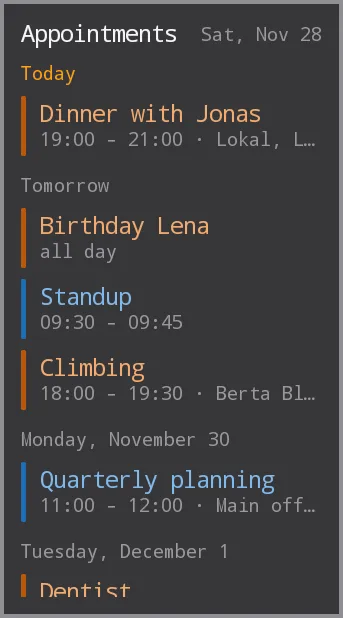 Appointments Sat, Nov 28
Today
Dinner with Jonas
19:00 – 21:00 · Lokal, L…
Tomorrow
Birthday Lena
all day
Standup
09:30 – 09:45
Climbing
18:00 – 19:30 · Berta Bl…
Monday, November 30
Quarterly planning
11:00 – 12:00 · Main off…
Tuesday, December 1
Dentist